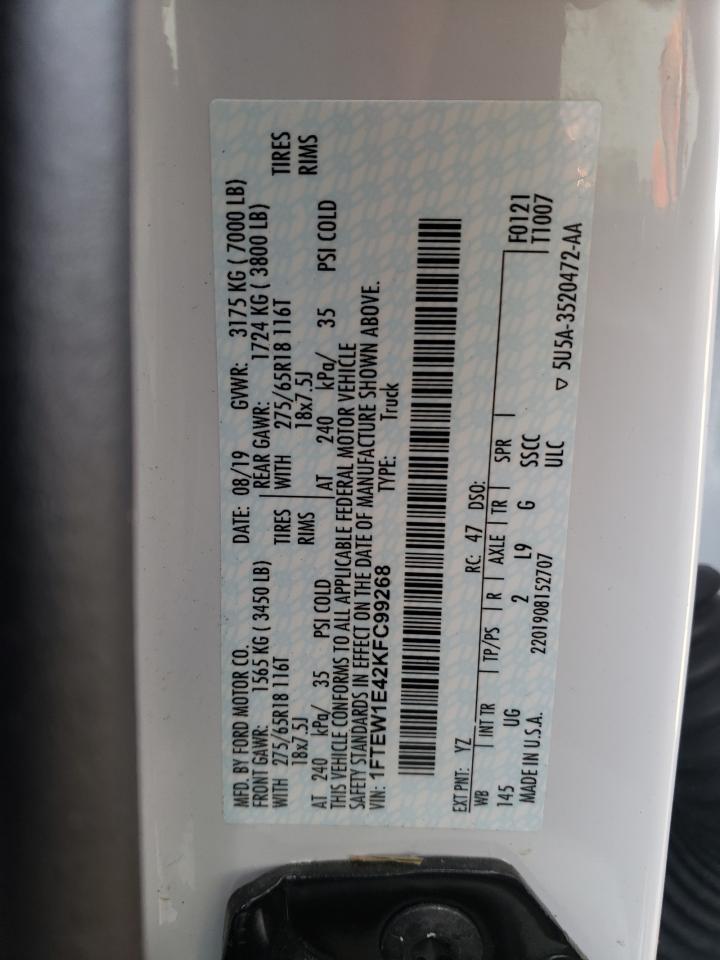 MFD. BY FORD MOTOR CO. DATE: 08/19 GVWR: 3175 KG ( 7000 LB)
FRONT GAWR: 1565 KG ( 3450 LB) REAR GAWR: 1724 KG ( 3800 LB)
WITH 275/65R18 116T TIRES WITH 275/65R18 116T TIRES
18x7.5J RIMS 18x7.5J RIMS
AT 240 kPa/ 35 PSI COLD AT 240 kPa/ 35 PSI COLD
THIS VEHICLE CONFORMS TO ALL APPLICABLE FEDERAL MOTOR VEHICLE
SAFETY STANDARDS IN EFFECT ON THE DATE OF MANUFACTURE SHOWN ABOVE.
VIN: 1FTEW1E42KFC99268 TYPE: Truck
EXT PNT: YZ RC: 47 DSO:
WB INT TR TP/PS R AXLE TR SPR F0121
145 UG 2 L9 G SSCC T1007
MADE IN U.S.A. 2201908152707 ULC ▽ 5U5A-3520472-AA